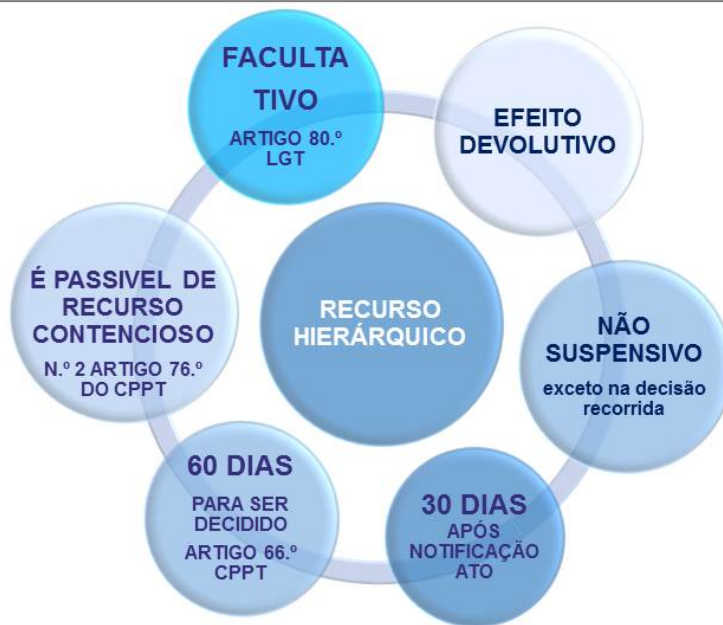 FACULTA
TIVO
ARTIGO 80.º
LGT
EFEITO
DEVOLUTIVO
É PASSIVEL DE
RECURSO
CONTENCIOSO
N.º 2 ARTIGO 76.º
DO CPPT
RECURSO
HIERÁRQUICO
NÃO
SUSPENSIVO
exceto na decisão
recorrida
60 DIAS
PARA SER
DECIDIDO
ARTIGO 66.º
CPPT
30 DIAS
APÓS
NOTIFICAÇÃO
ATO